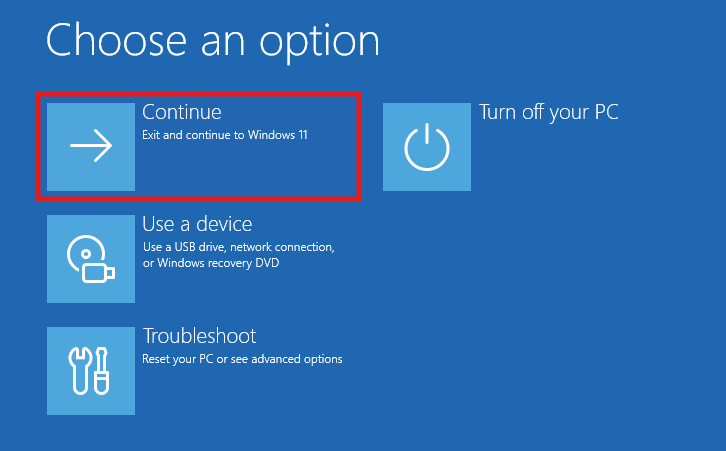 Choose an option
Continue
Exit and continue to Windows 11
Turn off your PC
Use a device
Use a USB drive, network connection,
or Windows recovery DVD
Troubleshoot
Reset your PC or see advanced options